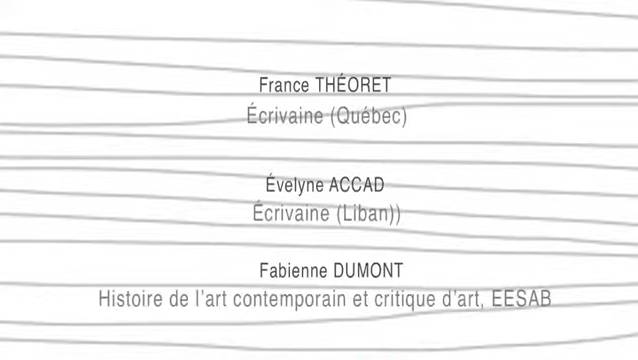 France THÉORET
Écrivaine (Québec)
Évelyne ACCAD
Écrivaine (Liban))
Fabienne DUMONT
Histoire de l'art contemporain et critique d'art, EESAB